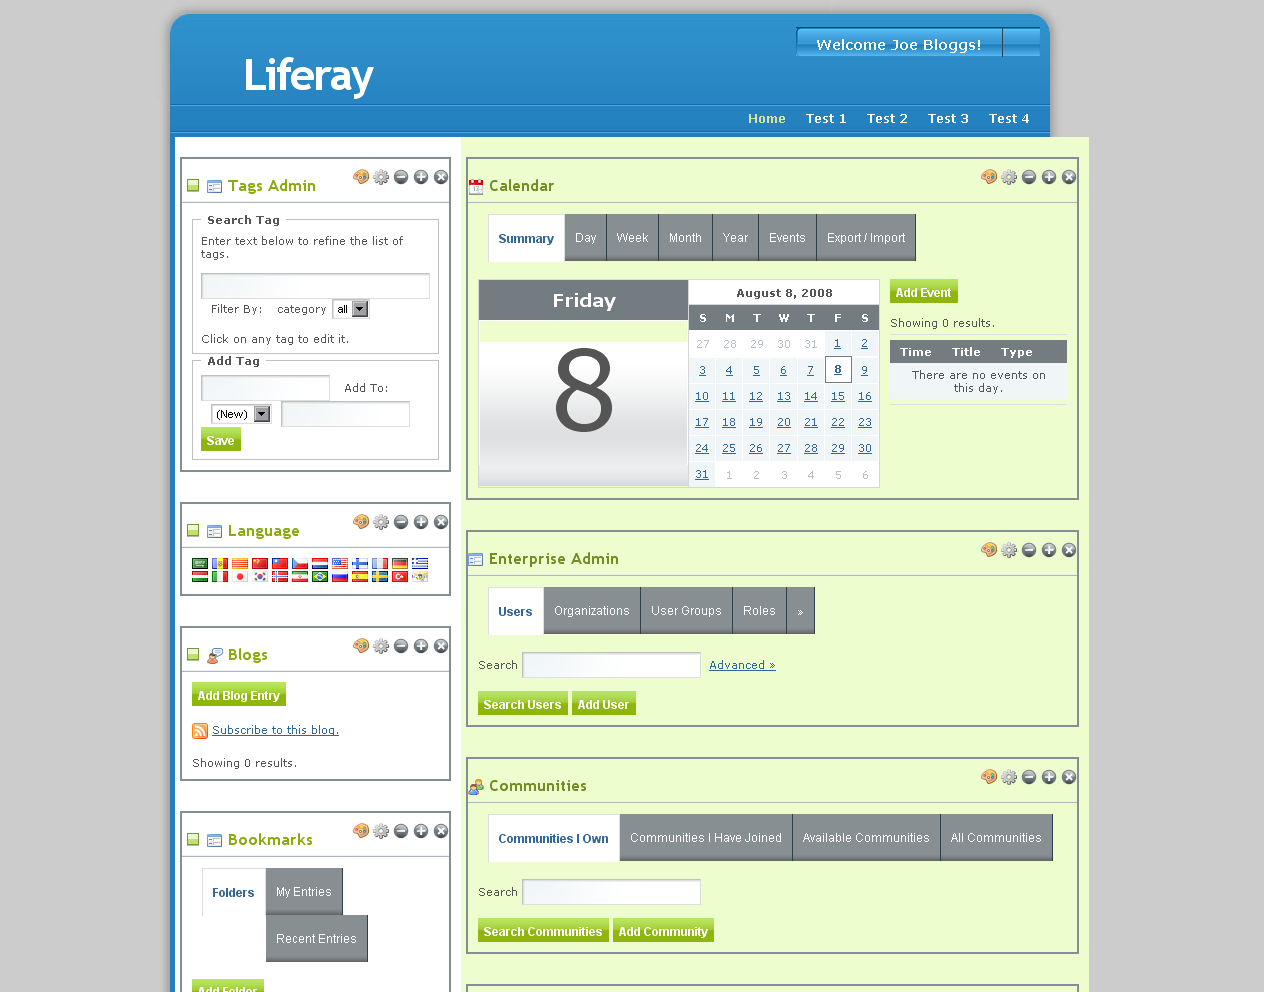 Welcome Joe Bloggs!
Liferay
Home Test 1 Test 2 Test 3 Test 4
Tags Admin
Search Tag
Enter text below to refine the list of
tags.
Filter By: category all
Click on any tag to edit it.
Add Tag
Add To:
(New)
Save
Language
Blogs
Add Blog Entry
Subscribe to this blog.
Showing 0 results.
Bookmarks
Folders My Entries
Recent Entries
Add Folder
Calendar
Summary Day Week Month Year Events Export / Import
Friday
8
August 8, 2008
S M T W T F S
27 28 29 30 31 1 2
3 4 5 6 7 8 9
10 11 12 13 14 15 16
17 18 19 20 21 22 23
24 25 26 27 28 29 30
31 1 2 3 4 5 6
Add Event
Showing 0 results.
Time Title Type
There are no events on
this day.
Enterprise Admin
Users Organizations User Groups Roles »
Search Advanced »
Search Users Add User
Communities
Communities I Own Communities I Have Joined Available Communities All Communities
Search
Search Communities Add Community